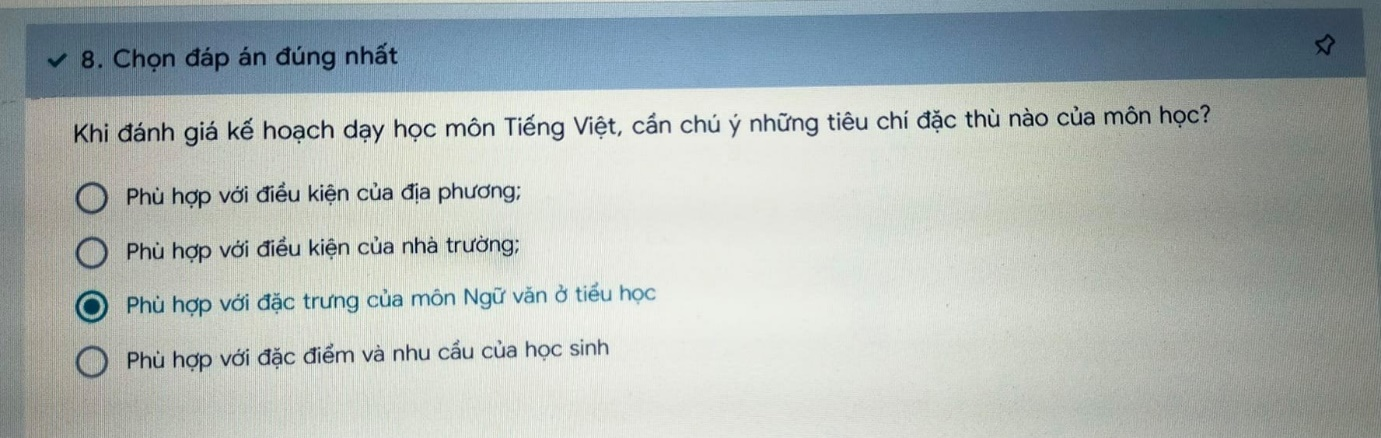 8. Chọn đáp án đúng nhất
Khi đánh giá kế hoạch dạy học môn Tiếng Việt, cần chú ý những tiêu chí đặc thù nào của môn học?
Phù hợp với điều kiện của địa phương;
Phù hợp với điều kiện của nhà trường;
Phù hợp với đặc trưng của môn Ngữ văn ở tiểu học
Phù hợp với đặc điểm và nhu cầu của học sinh